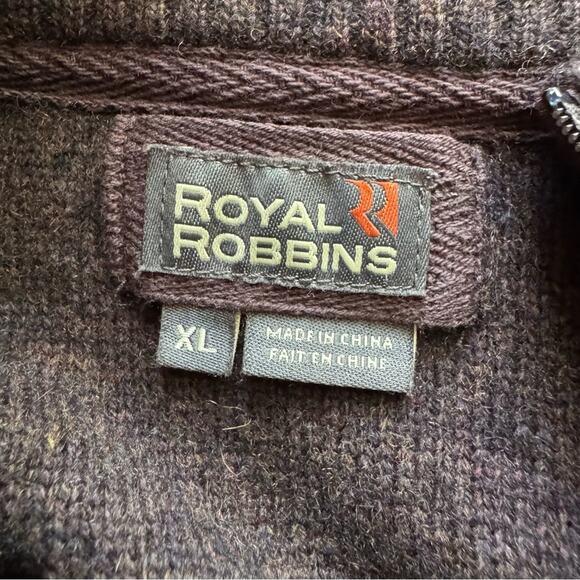 ROYAL
ROBBINS
XL
MADE IN CHINA
FAIT EN CHINE